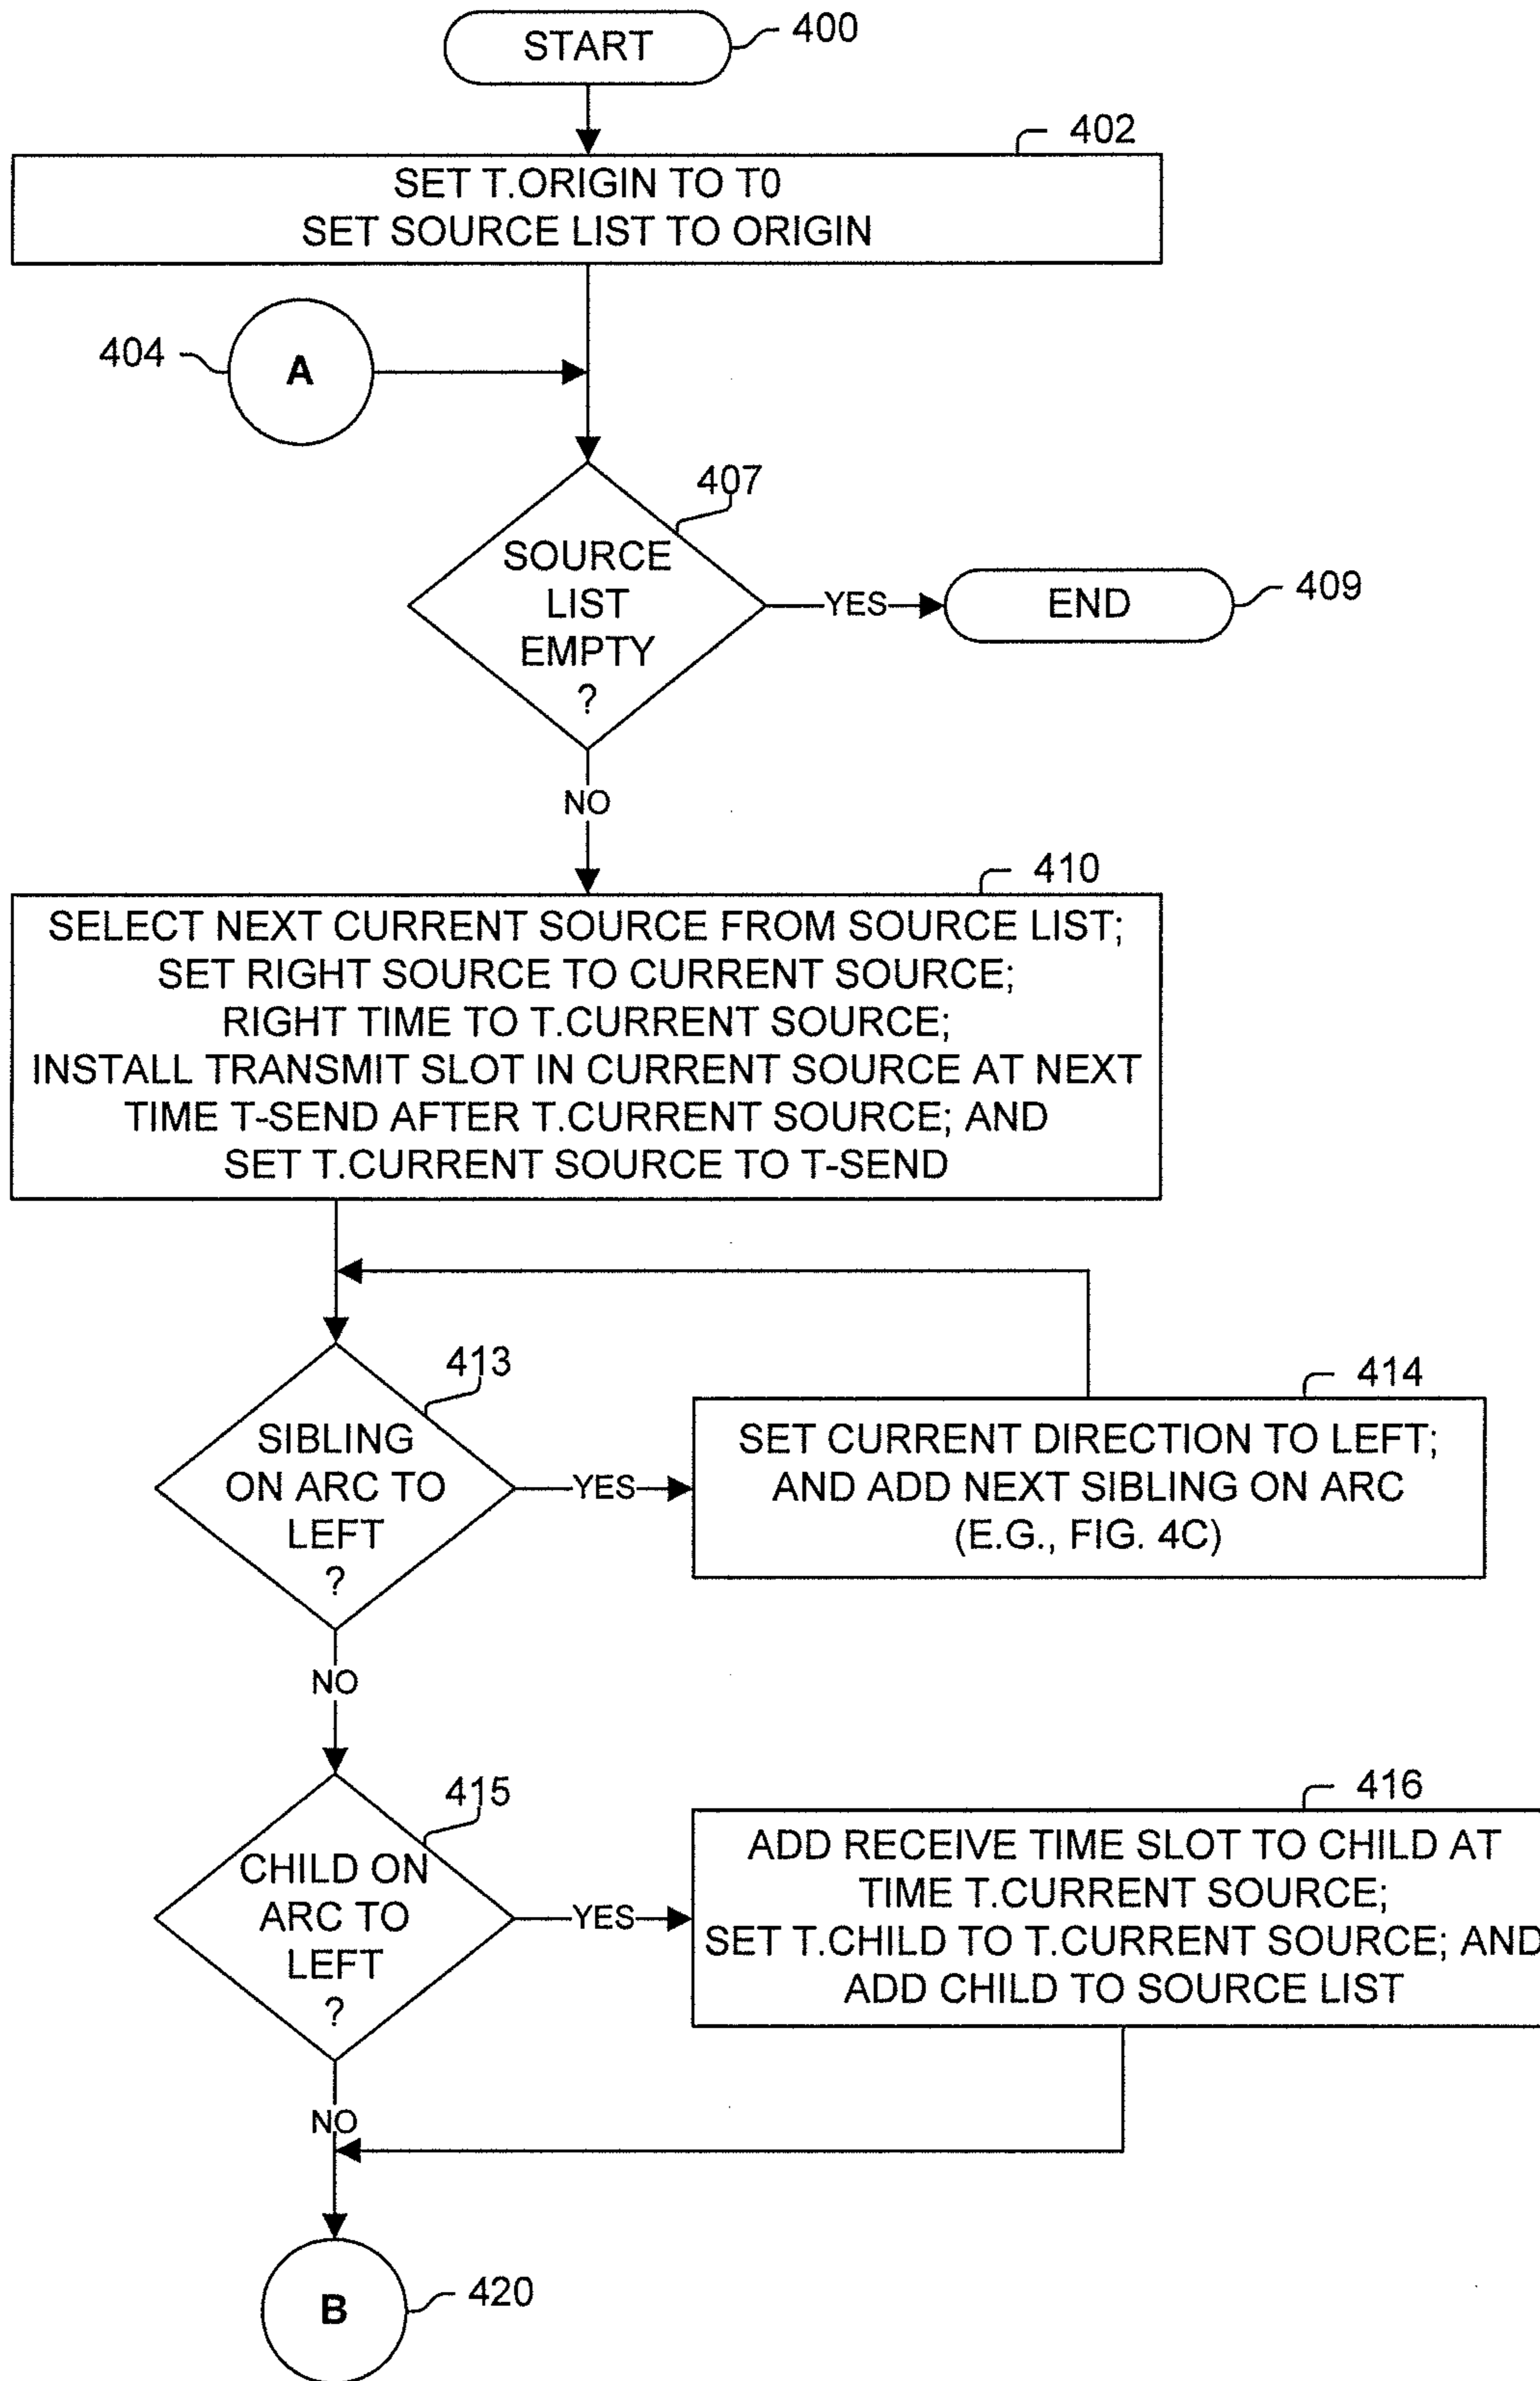 START
400
402
SET T.ORIGIN TO T0
SET SOURCE LIST TO ORIGIN
404
A
407
SOURCE
LIST
EMPTY
?
YES
END
409
NO
410
SELECT NEXT CURRENT SOURCE FROM SOURCE LIST;
SET RIGHT SOURCE TO CURRENT SOURCE;
RIGHT TIME TO T.CURRENT SOURCE;
INSTALL TRANSMIT SLOT IN CURRENT SOURCE AT NEXT
TIME T-SEND AFTER T.CURRENT SOURCE; AND
SET T.CURRENT SOURCE TO T-SEND
413
SIBLING
ON ARC TO
LEFT
?
YES
414
SET CURRENT DIRECTION TO LEFT;
AND ADD NEXT SIBLING ON ARC
(E.G., FIG. 4C)
NO
415
CHILD ON
ARC TO
LEFT
?
YES
416
ADD RECEIVE TIME SLOT TO CHILD AT
TIME T.CURRENT SOURCE;
SET T.CHILD TO T.CURRENT SOURCE; AND
ADD CHILD TO SOURCE LIST
NO
B
420